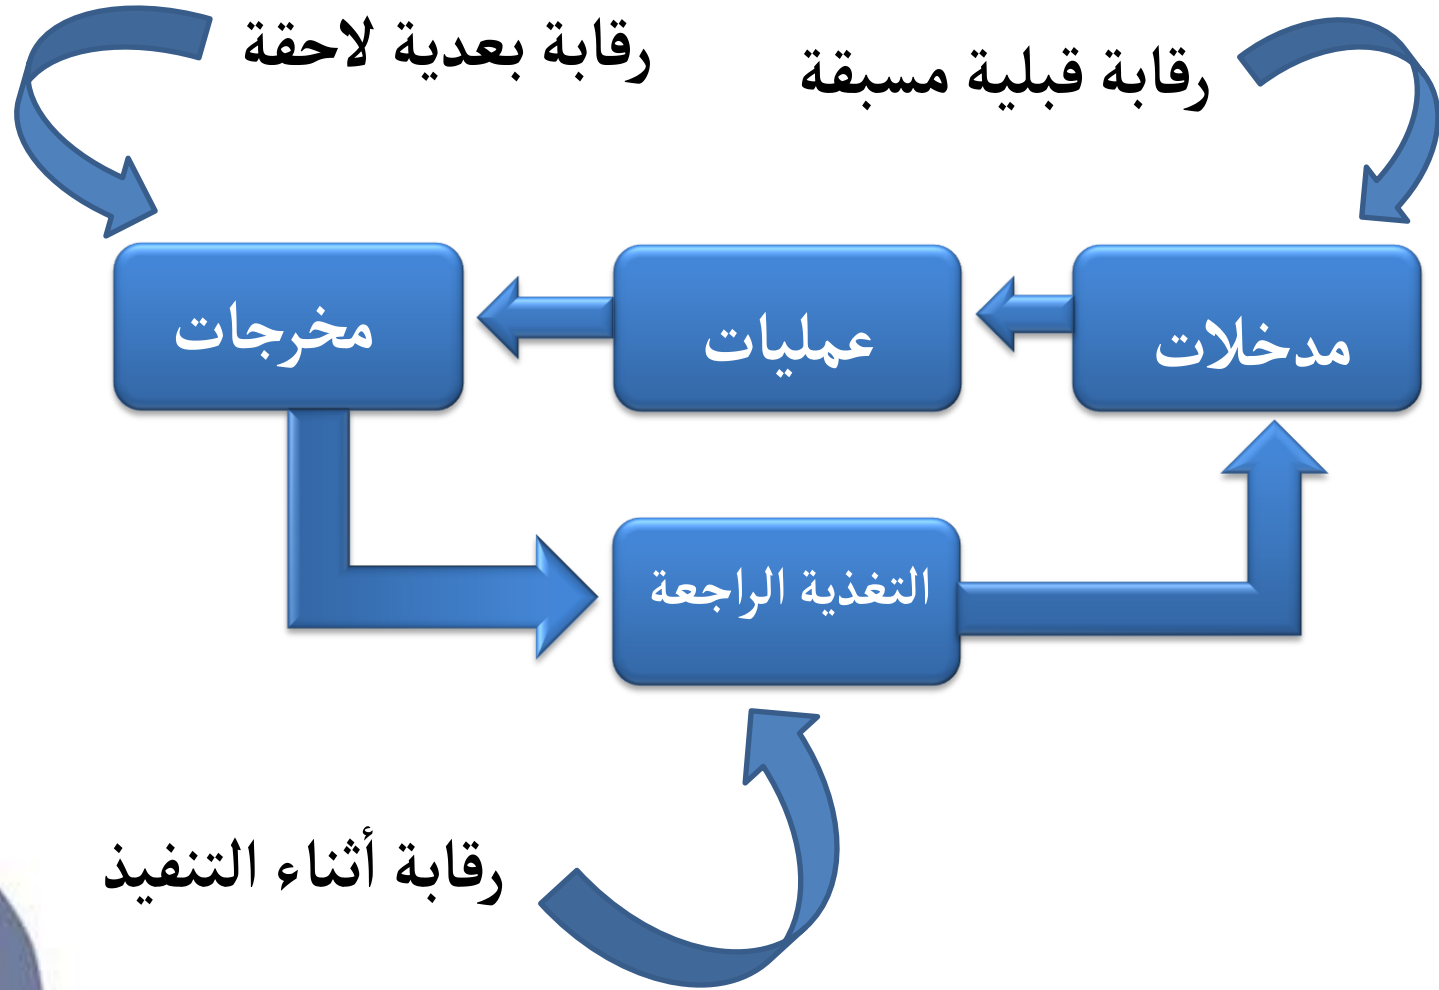 رقابة قبلية مسبقة
رقابة بعدية لاحقة
مدخلات
عمليات
مخرجات
التغذية الراجعة
رقابة أثناء التنفيذ